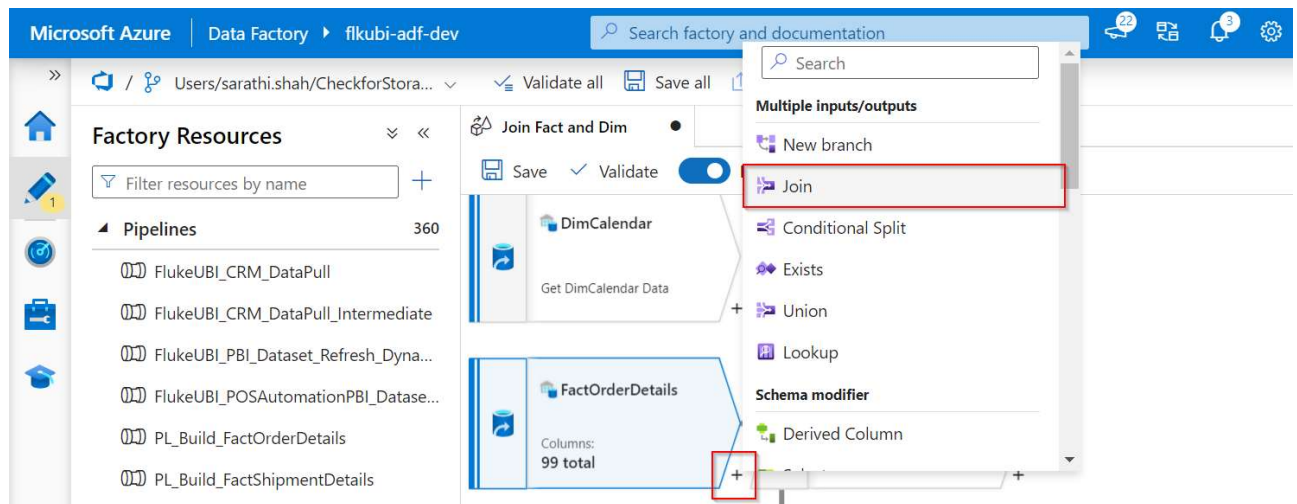 Microsoft Azure
Data Factory
flkubi-adf-dev
Search factory and documentation
22
3
/
Users/sarathi.shah/CheckforStora...
Validate all
Save all
Factory Resources
Filter resources by name
1
Pipelines 360
FlukeUBI_CRM_DataPull
FlukeUBI_CRM_DataPull_Intermediate
FlukeUBI_PBI_Dataset_Refresh_Dyna...
FlukeUBI_POSAutomationPBI_Datase...
PL_Build_FactOrderDetails
PL_Build_FactShipmentDetails
Join Fact and Dim
Save
Validate
DimCalendar
Get DimCalendar Data
+
FactOrderDetails
Columns:
99 total
+
Search
Multiple inputs/outputs
New branch
Join
Conditional Split
Exists
Union
Lookup
Schema modifier
Derived Column
+